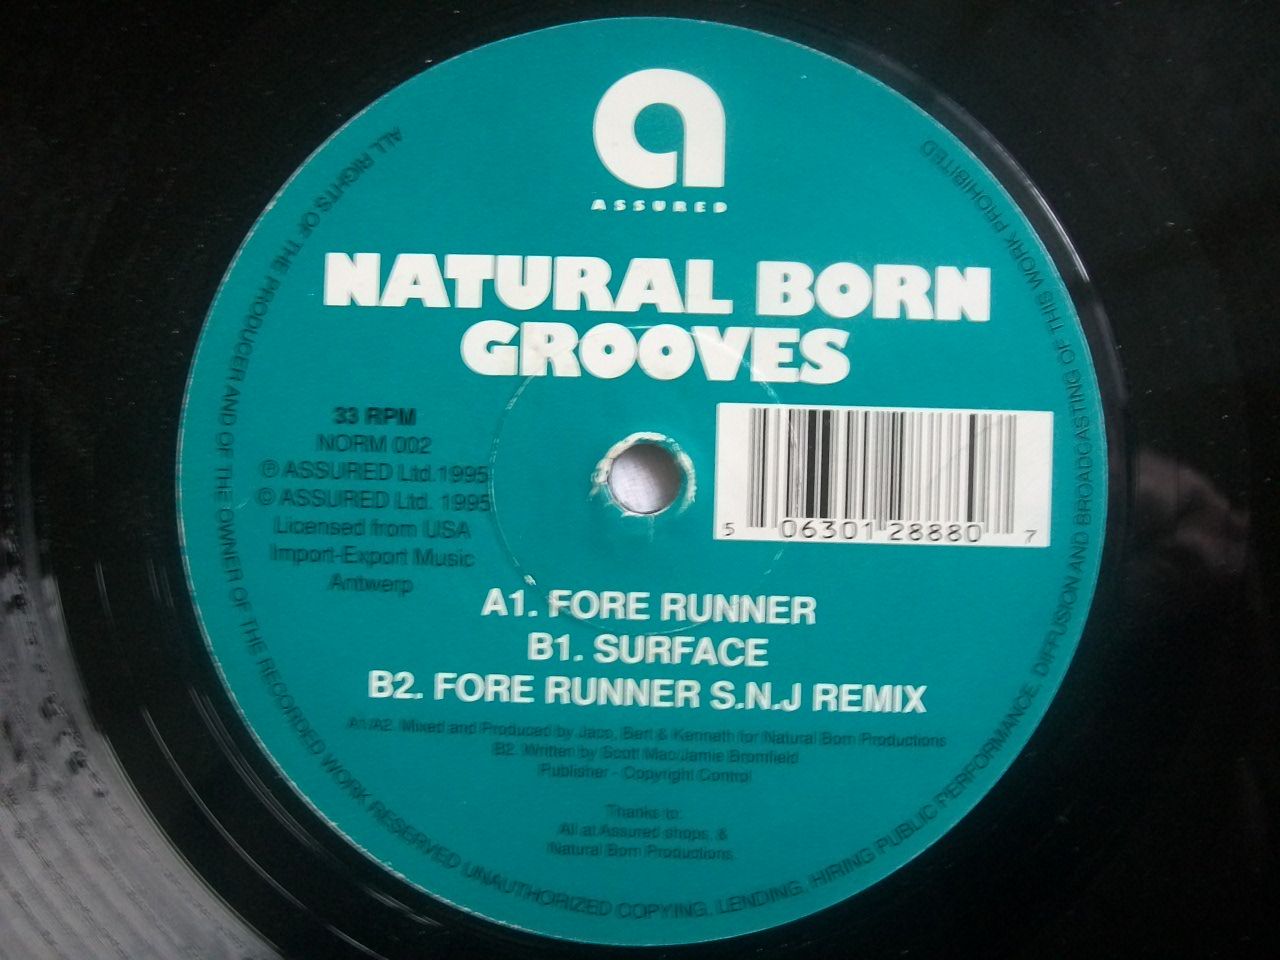 a
ASSURED
NATURAL BORN
GROOVES
33 RPM
NORM 002
℗ ASSURED Ltd.1995
© ASSURED Ltd. 1995
Licensed from USA
Import-Export Music
Antwerp
5 06301 28880 7
A1. FORE RUNNER
B1. SURFACE
B2. FORE RUNNER S.N.J REMIX
A1/A2. Mixed and Produced by Jaco, Bert & Kenneth for Natural Born Productions
B2. Written by Scott Mac/Jamie Bromfield
Publisher - Copyright Control
Thanks to:
All at Assured shops, &
Natural Born Productions.
ALL RIGHTS OF THE PRODUCER AND OF THE OWNER OF THE RECORDED WORK RESERVED UNAUTHORIZED COPYING, LENDING, HIRING PUBLIC PERFORMANCE, DIFFUSION AND BROADCASTING OF THIS WORK PROHIBITED